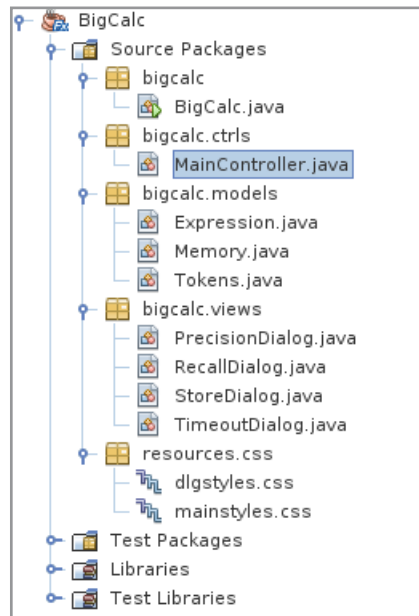 BigCalc
Source Packages
bigcalc
BigCalc.java
bigcalc.ctrls
MainController.java
bigcalc.models
Expression.java
Memory.java
Tokens.java
bigcalc.views
PrecisionDialog.java
RecallDialog.java
StoreDialog.java
TimeoutDialog.java
resources.css
dlgstyles.css
mainstyles.css
Test Packages
Libraries
Test Libraries